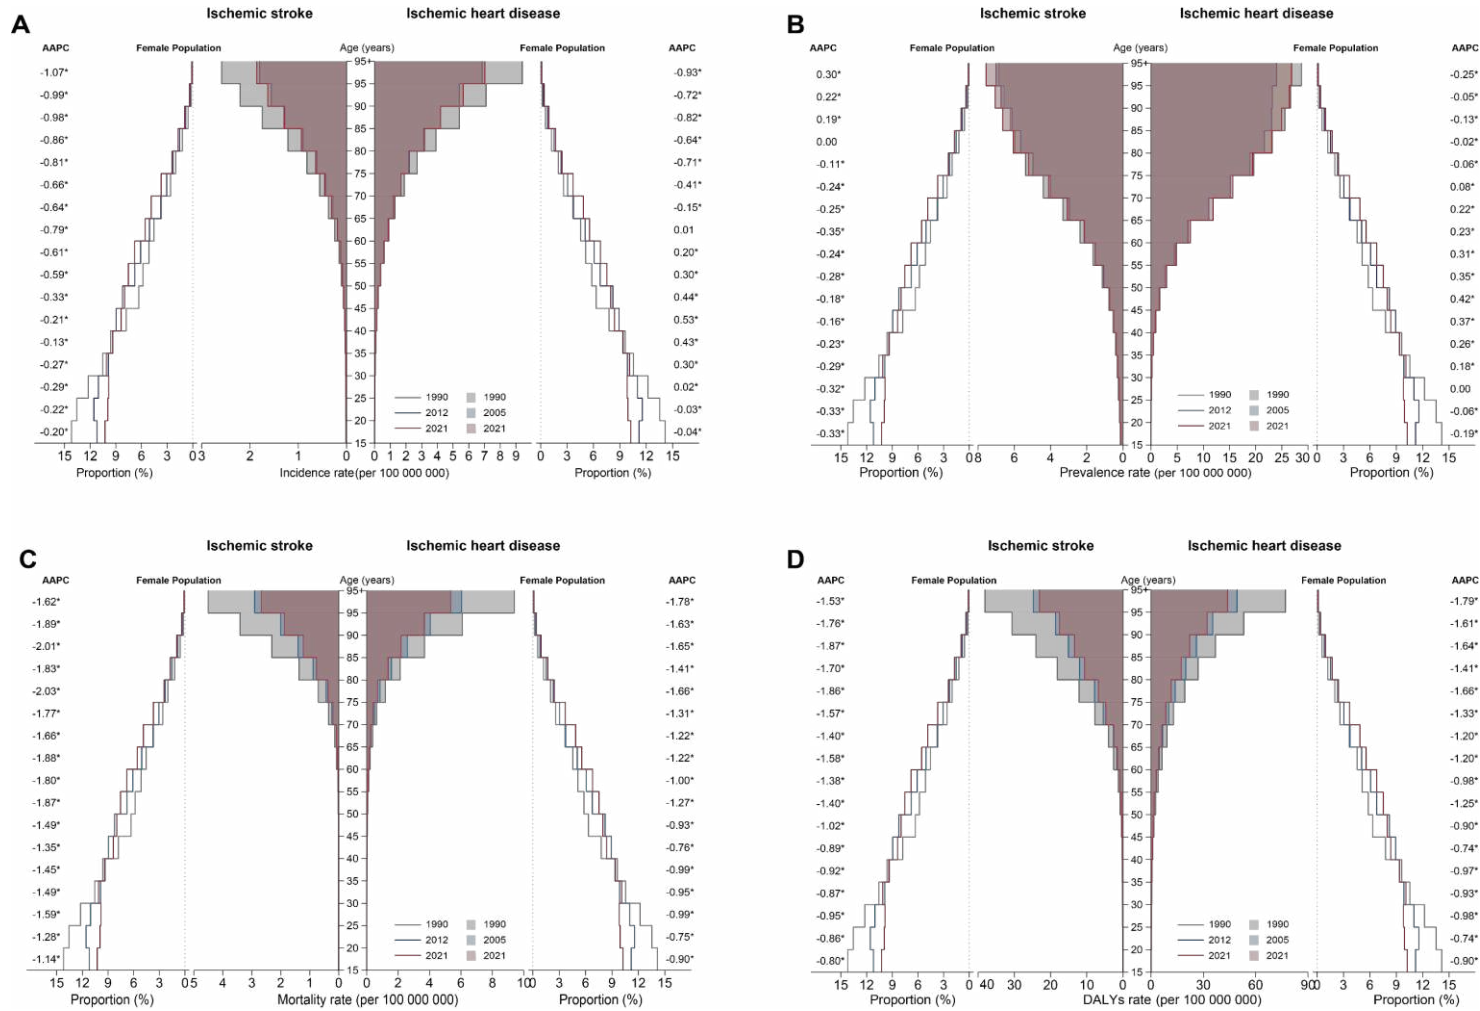 A
Ischemic stroke Ischemic heart disease
AAPC Female Population Age (years) Female Population AAPC
-1.07* 95+ -0.93*
-0.99* 95 -0.72*
-0.98* 90 -0.82*
-0.86* 85 -0.64*
-0.81* 80 -0.71*
-0.66* 75 -0.41*
-0.64* 70 -0.15*
-0.79* 65 0.01
-0.61* 60 0.20*
-0.59* 55 0.30*
-0.33* 50 0.44*
-0.21* 45 0.53*
-0.13* 40 0.43*
-0.27* 35 0.30*
-0.29* 30 0.02*
-0.22* 25 -0.03*
-0.20* 20 -0.04*
15
1990 1990
2012 2005
2021 2021
15 12 9 6 3 0 3 2 1 0 0 1 2 3 4 5 6 7 8 9 0 3 6 9 12 15
Proportion (%) Incidence rate(per 100 000 000) Proportion (%)
B
Ischemic stroke Ischemic heart disease
AAPC Female Population Age (years) Female Population AAPC
0.30* 95+ -0.25*
0.22* 95 -0.05*
0.19* 90 -0.13*
0.00 85 -0.02*
-0.11* 80 -0.06*
-0.24* 75 0.08*
-0.25* 70 0.22*
-0.35* 65 0.23*
-0.24* 60 0.31*
-0.28* 55 0.35*
-0.18* 50 0.42*
-0.16* 45 0.37*
-0.23* 40 0.26*
-0.29* 35 0.18*
-0.32* 30 0.00
-0.33* 25 -0.06*
-0.33* 20 -0.19*
15
1990 1990
2012 2005
2021 2021
15 12 9 6 3 0 8 6 4 2 0 0 5 10 15 20 25 30 0 3 6 9 12 15
Proportion (%) Prevalence rate (per 100 000 000) Proportion (%)
C
Ischemic stroke Ischemic heart disease
AAPC Female Population Age (years) Female Population AAPC
-1.62* 95+ -1.78*
-1.89* 95 -1.63*
-2.01* 90 -1.65*
-1.83* 85 -1.41*
-2.03* 80 -1.66*
-1.77* 75 -1.31*
-1.66* 70 -1.22*
-1.88* 65 -1.22*
-1.80* 60 -1.00*
-1.87* 55 -1.27*
-1.49* 50 -0.93*
-1.35* 45 -0.76*
-1.45* 40 -0.99*
-1.49* 35 -0.95*
-1.59* 30 -0.99*
-1.28* 25 -0.75*
-1.14* 20 -0.90*
15
1990 1990
2012 2005
2021 2021
15 12 9 6 3 0 5 4 3 2 1 0 0 2 4 6 8 10 0 3 6 9 12 15
Proportion (%) Mortality rate (per 100 000 000) Proportion (%)
D
Ischemic stroke Ischemic heart disease
AAPC Female Population Age (years) Female Population AAPC
-1.53* 95+ -1.79*
-1.76* 95 -1.61*
-1.87* 90 -1.64*
-1.70* 85 -1.41*
-1.86* 80 -1.66*
-1.57* 75 -1.33*
-1.40* 70 -1.20*
-1.58* 65 -1.20*
-1.38* 60 -0.98*
-1.40* 55 -1.25*
-1.02* 50 -0.90*
-0.89* 45 -0.74*
-0.92* 40 -0.97*
-0.87* 35 -0.93*
-0.95* 30 -0.98*
-0.86* 25 -0.74*
-0.80* 20 -0.90*
15
1990 1990
2012 2005
2021 2021
15 12 9 6 3 0 40 30 20 10 0 0 30 60 90 0 3 6 9 12 15
Proportion (%) DALYs rate (per 100 000 000) Proportion (%)